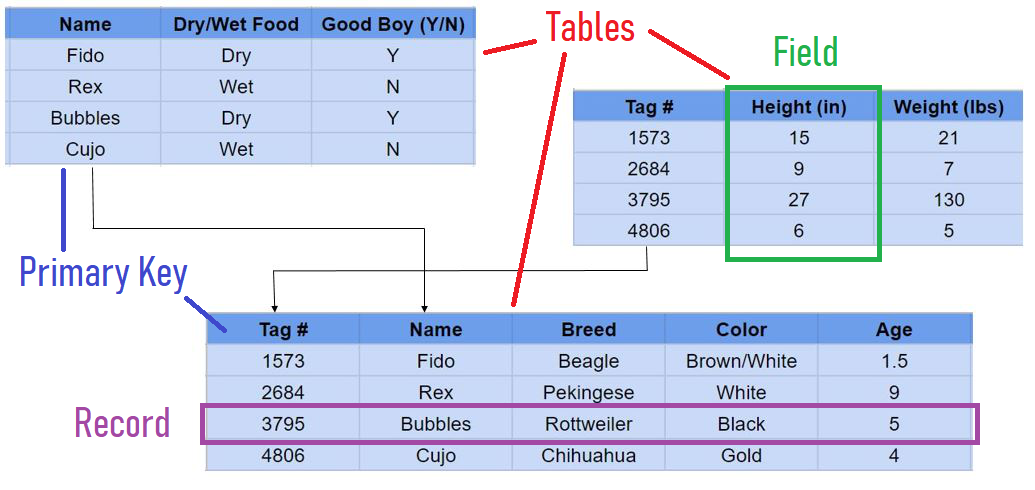 Name Dry/Wet Food Good Boy (Y/N)
Fido Dry Y
Rex Wet N
Bubbles Dry Y
Cujo Wet N
Tables
Field
Tag # Height (in) Weight (lbs)
1573 15 21
2684 9 7
3795 27 130
4806 6 5
Primary Key
Tag # Name Breed Color Age
1573 Fido Beagle Brown/White 1.5
2684 Rex Pekingese White 9
Record
3795 Bubbles Rottweiler Black 5
4806 Cujo Chihuahua Gold 4